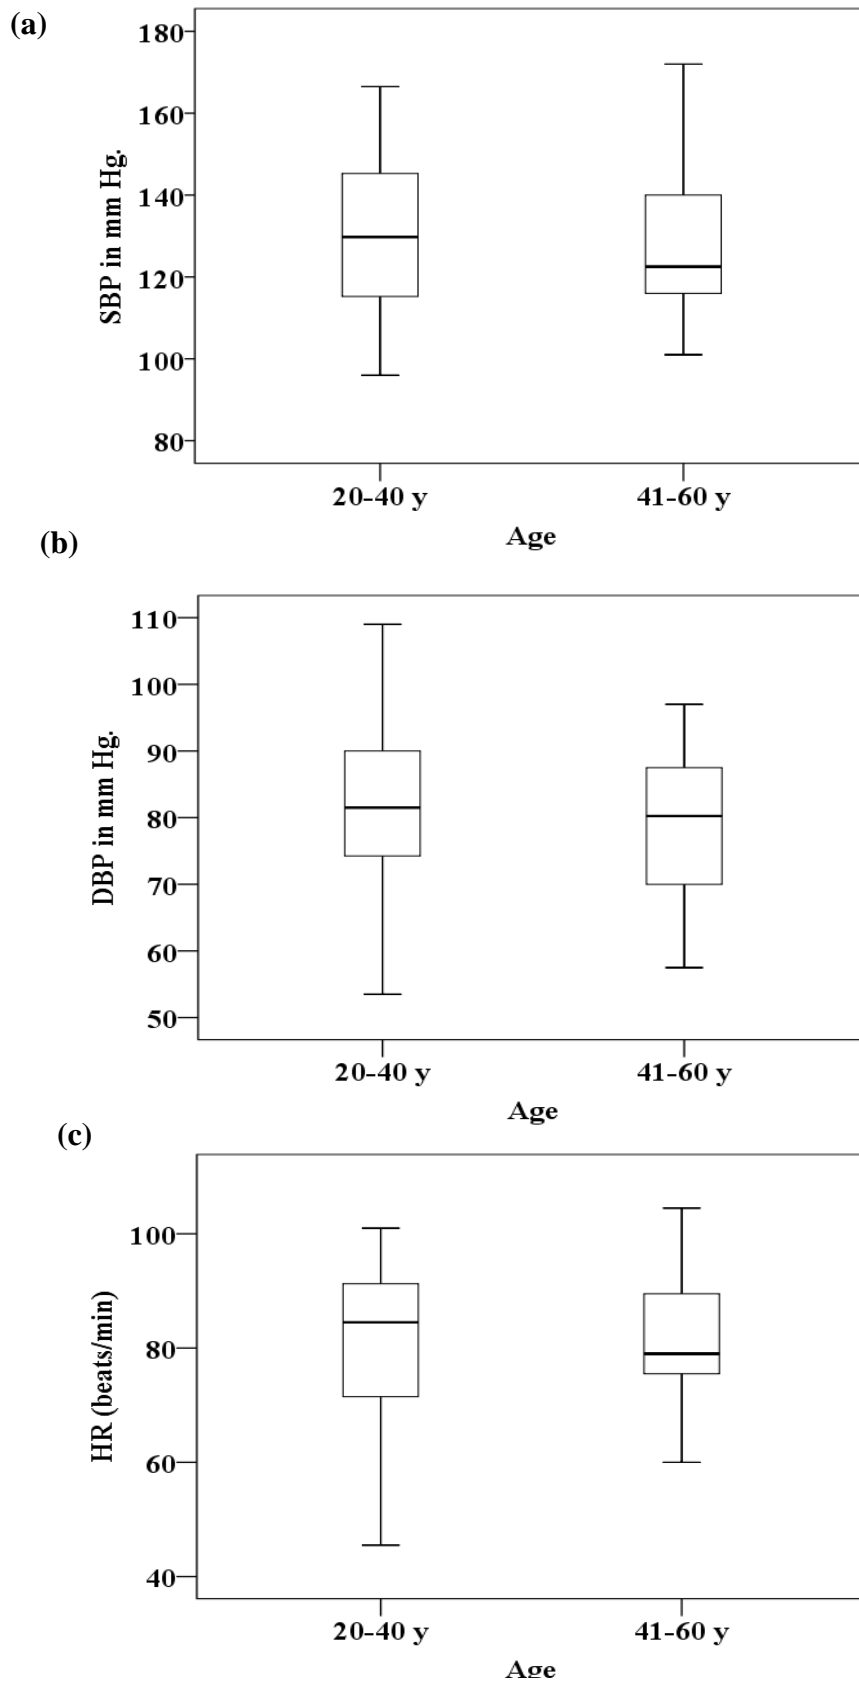 (a)
180
160
140
120
100
80
SBP in mm Hg.
20-40 y 41-60 y
Age
(b)
110
100
90
80
70
60
50
DBP in mm Hg.
20-40 y 41-60 y
Age
(c)
100
80
60
40
HR (beats/min)
20-40 y 41-60 y
Age